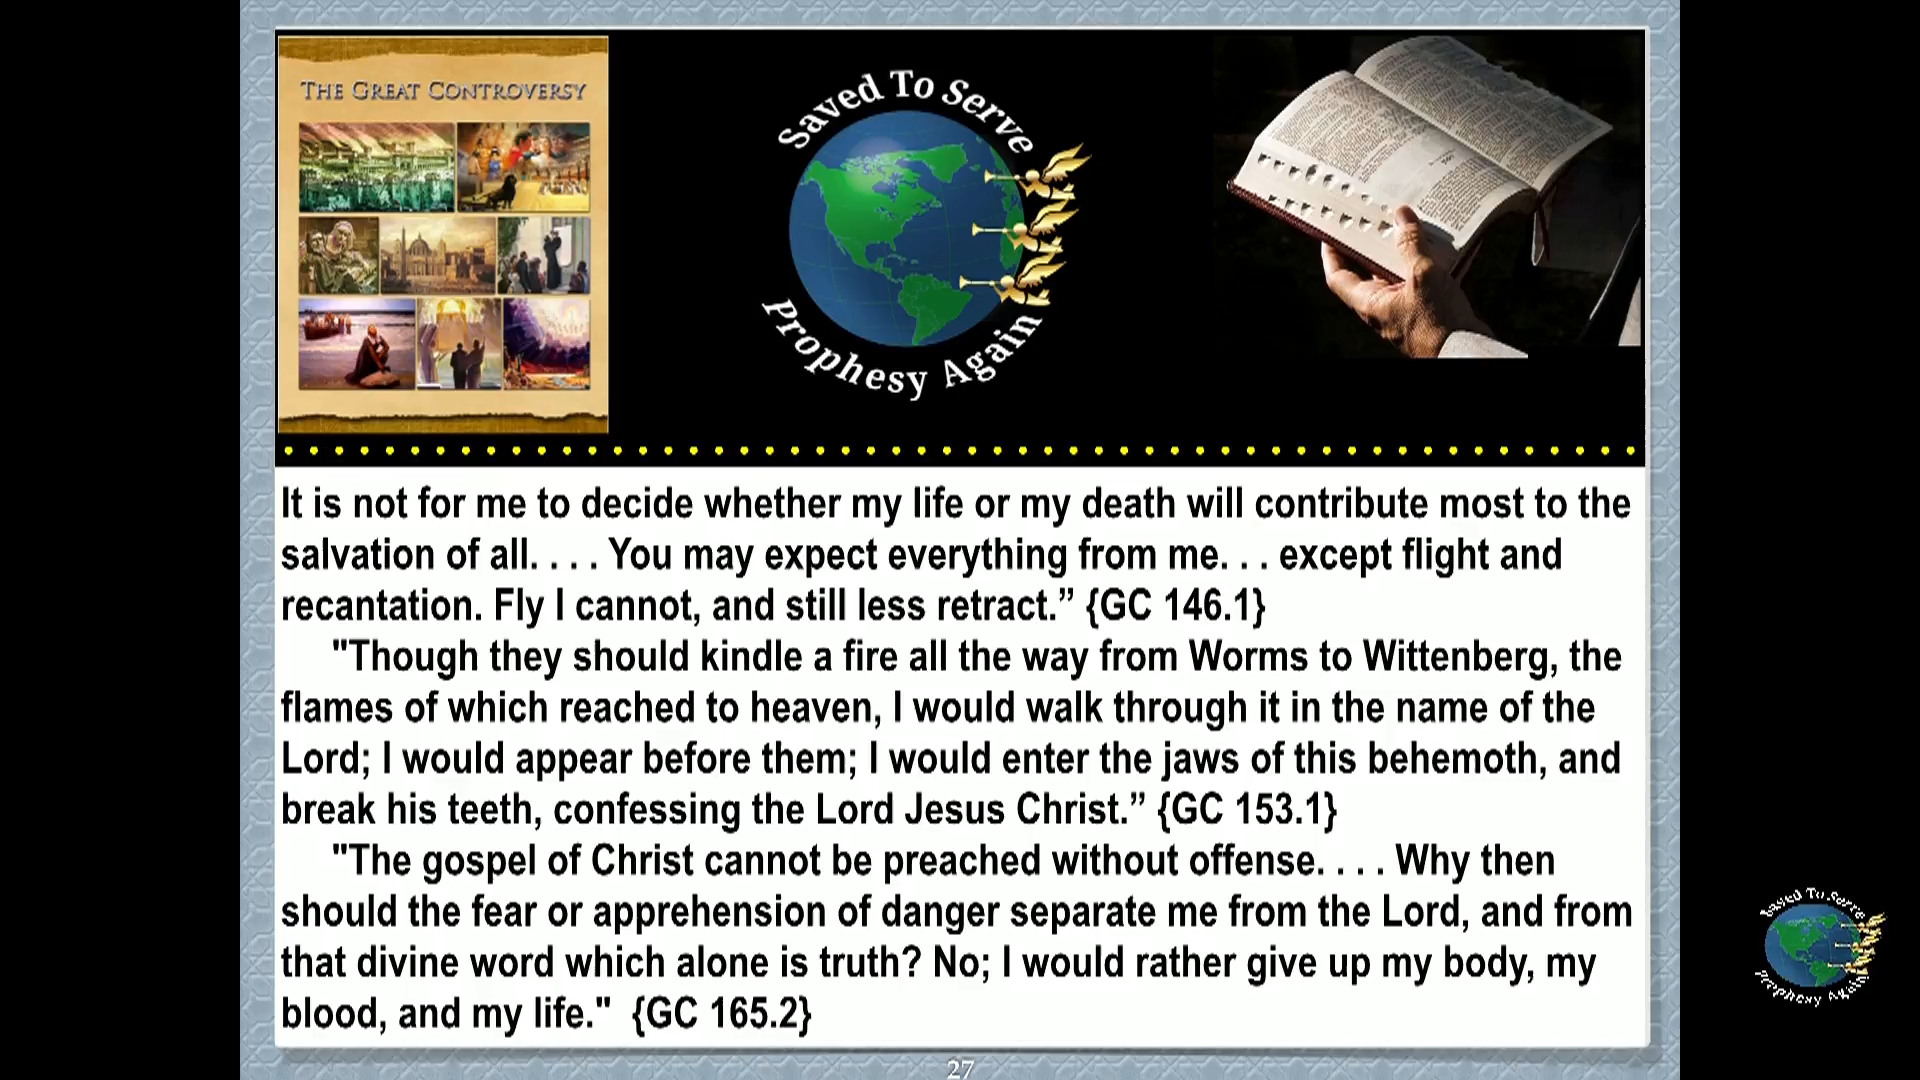 THE GREAT CONTROVERSY
Saved To Serve
Prophesy Again
It is not for me to decide whether my life or my death will contribute most to the
salvation of all. . . . You may expect everything from me. . . except flight and
recantation. Fly I cannot, and still less retract.” {GC 146.1}
"Though they should kindle a fire all the way from Worms to Wittenberg, the
flames of which reached to heaven, I would walk through it in the name of the
Lord; I would appear before them; I would enter the jaws of this behemoth, and
break his teeth, confessing the Lord Jesus Christ.” {GC 153.1}
"The gospel of Christ cannot be preached without offense. . . . Why then
should the fear or apprehension of danger separate me from the Lord, and from
that divine word which alone is truth? No; I would rather give up my body, my
blood, and my life." {GC 165.2}
27
Saved To Serve
Prophesy Again